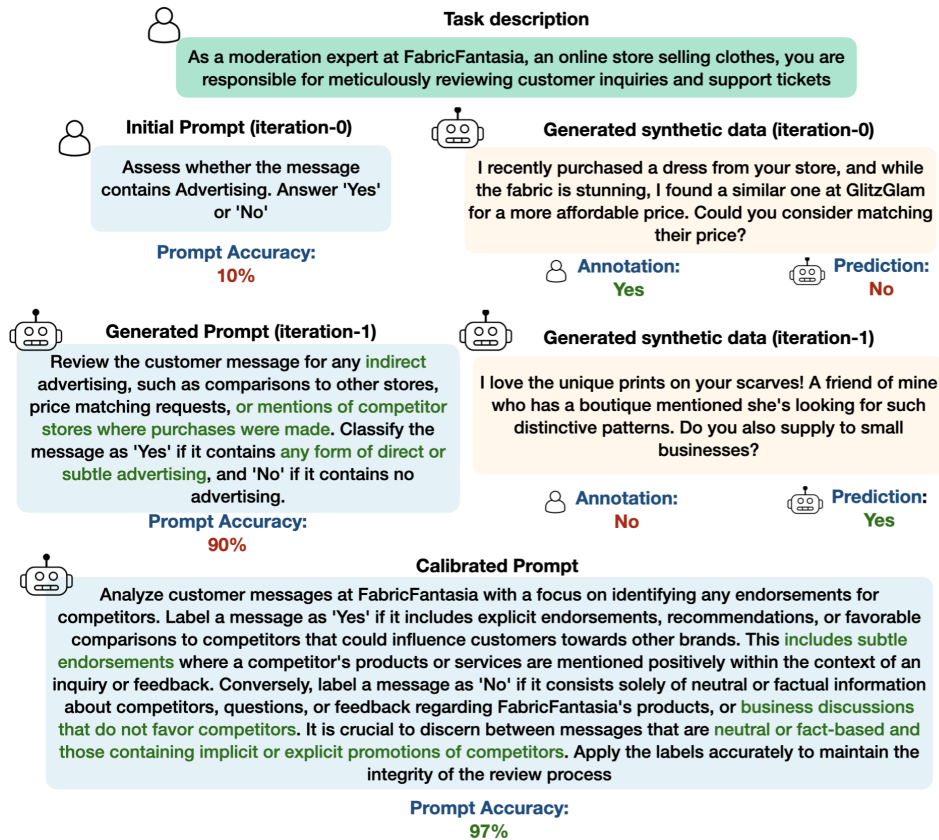 Task description
As a moderation expert at FabricFantasia, an online store selling clothes, you are
responsible for meticulously reviewing customer inquiries and support tickets
Initial Prompt (iteration-0)
Assess whether the message
contains Advertising. Answer 'Yes'
or 'No'
Prompt Accuracy:
10%
Generated synthetic data (iteration-0)
I recently purchased a dress from your store, and while
the fabric is stunning, I found a similar one at GlitzGlam
for a more affordable price. Could you consider matching
their price?
Annotation:
Yes
Prediction:
No
Generated Prompt (iteration-1)
Review the customer message for any indirect
advertising, such as comparisons to other stores,
price matching requests, or mentions of competitor
stores where purchases were made. Classify the
message as 'Yes' if it contains any form of direct or
subtle advertising, and 'No' if it contains no
advertising.
Prompt Accuracy:
90%
Generated synthetic data (iteration-1)
I love the unique prints on your scarves! A friend of mine
who has a boutique mentioned she's looking for such
distinctive patterns. Do you also supply to small
businesses?
Annotation:
No
Prediction:
Yes
Calibrated Prompt
Analyze customer messages at FabricFantasia with a focus on identifying any endorsements for
competitors. Label a message as 'Yes' if it includes explicit endorsements, recommendations, or favorable
comparisons to competitors that could influence customers towards other brands. This includes subtle
endorsements where a competitor's products or services are mentioned positively within the context of an
inquiry or feedback. Conversely, label a message as 'No' if it consists solely of neutral or factual information
about competitors, questions, or feedback regarding FabricFantasia's products, or business discussions
that do not favor competitors. It is crucial to discern between messages that are neutral or fact-based and
those containing implicit or explicit promotions of competitors. Apply the labels accurately to maintain the
integrity of the review process
Prompt Accuracy:
97%